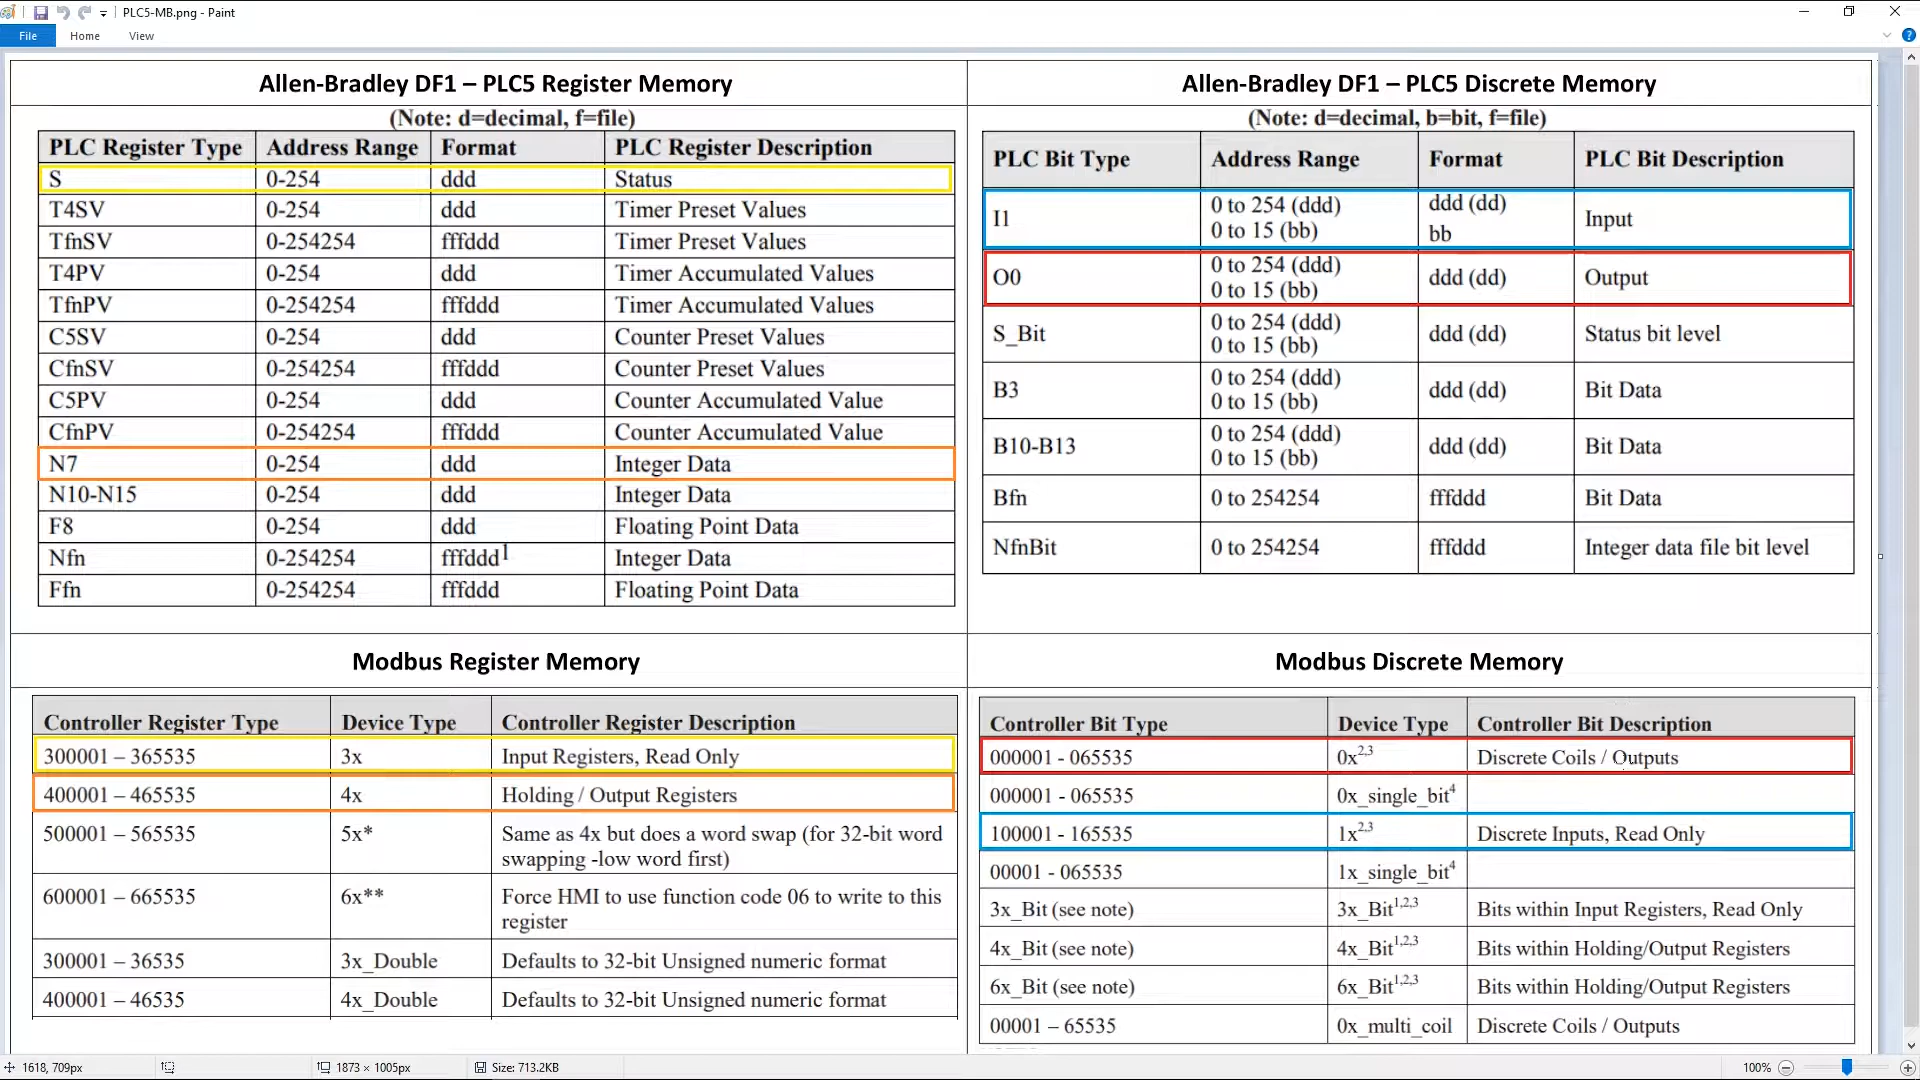 PLC5-MB.png - Paint
File Home View
Allen-Bradley DF1 – PLC5 Register Memory
(Note: d=decimal, f=file)
PLC Register Type Address Range Format PLC Register Description
S 0-254 ddd Status
T4SV 0-254 ddd Timer Preset Values
TfnSV 0-254254 fffddd Timer Preset Values
T4PV 0-254 ddd Timer Accumulated Values
TfnPV 0-254254 fffddd Timer Accumulated Values
C5SV 0-254 ddd Counter Preset Values
CfnSV 0-254254 fffddd Counter Preset Values
C5PV 0-254 ddd Counter Accumulated Value
CfnPV 0-254254 fffddd Counter Accumulated Value
N7 0-254 ddd Integer Data
N10-N15 0-254 ddd Integer Data
F8 0-254 ddd Floating Point Data
Nfn 0-254254 fffddd1 Integer Data
Ffn 0-254254 fffddd Floating Point Data
Allen-Bradley DF1 – PLC5 Discrete Memory
(Note: d=decimal, b=bit, f=file)
PLC Bit Type Address Range Format PLC Bit Description
I1 0 to 254 (ddd) ddd (dd) Input
0 to 15 (bb) bb
O0 0 to 254 (ddd) ddd (dd) Output
0 to 15 (bb)
S_Bit 0 to 254 (ddd) ddd (dd) Status bit level
0 to 15 (bb)
B3 0 to 254 (ddd) ddd (dd) Bit Data
0 to 15 (bb)
B10-B13 0 to 254 (ddd) ddd (dd) Bit Data
0 to 15 (bb)
Bfn 0 to 254254 fffddd Bit Data
NfnBit 0 to 254254 fffddd Integer data file bit level
Modbus Register Memory
Controller Register Type Device Type Controller Register Description
300001 – 365535 3x Input Registers, Read Only
400001 – 465535 4x Holding / Output Registers
500001 – 565535 5x* Same as 4x but does a word swap (for 32-bit word
swapping -low word first)
600001 – 665535 6x** Force HMI to use function code 06 to write to this
register
300001 – 36535 3x_Double Defaults to 32-bit Unsigned numeric format
400001 – 46535 4x_Double Defaults to 32-bit Unsigned numeric format
Modbus Discrete Memory
Controller Bit Type Device Type Controller Bit Description
000001 - 065535 0x2,3 Discrete Coils / Outputs
000001 - 065535 0x_single_bit4
100001 - 165535 1x2,3 Discrete Inputs, Read Only
00001 - 065535 1x_single_bit4
3x_Bit (see note) 3x_Bit1,2,3 Bits within Input Registers, Read Only
4x_Bit (see note) 4x_Bit1,2,3 Bits within Holding/Output Registers
6x_Bit (see note) 6x_Bit1,2,3 Bits within Holding/Output Registers
00001 – 65535 0x_multi_coil Discrete Coils / Outputs
1618, 709px 1873 × 1005px Size: 713.2KB 100%